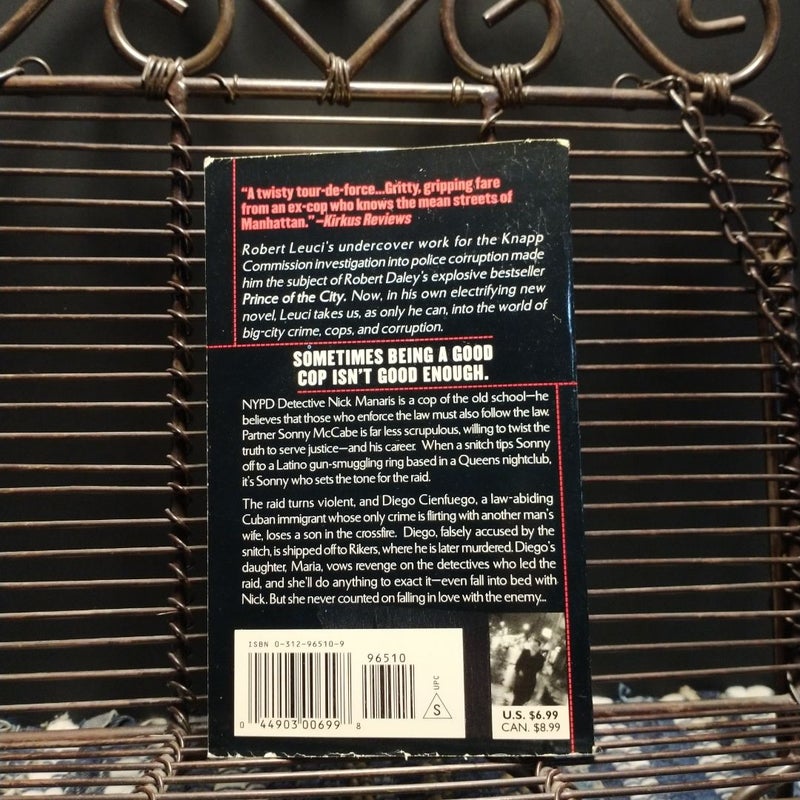 "A twisty tour-de-force...Gritty, gripping fare
from an ex-cop who knows the mean streets of
Manhattan." –Kirkus Reviews
Robert Leuci's undercover work for the Knapp
Commission investigation into police corruption made
him the subject of Robert Daley's explosive bestseller
Prince of the City. Now, in his own electrifying new
novel, Leuci takes us, as only he can, into the world of
big-city crime, cops, and corruption.
SOMETIMES BEING A GOOD
COP ISN'T GOOD ENOUGH.
NYPD Detective Nick Manaris is a cop of the old school—he
believes that those who enforce the law must also follow the law.
Partner Sonny McCabe is far less scrupulous, willing to twist the
truth to serve justice—and his career. When a snitch tips Sonny
off to a Latino gun-smuggling ring based in a Queens nightclub,
it's Sonny who sets the tone for the raid.
The raid turns violent, and Diego Cienfuego, a law-abiding
Cuban immigrant whose only crime is flirting with another man's
wife, loses a son in the crossfire. Diego, falsely accused by the
snitch, is shipped off to Rikers, where he is later murdered. Diego's
daughter, Maria, vows revenge on the detectives who led the
raid, and she'll do anything to exact it—even fall into bed with
Nick. But she never counted on falling in love with the enemy...
ISBN 0-312-96510-9
96510
UPC
S
0 44903 00699 8
U.S. $6.99
CAN. $8.99